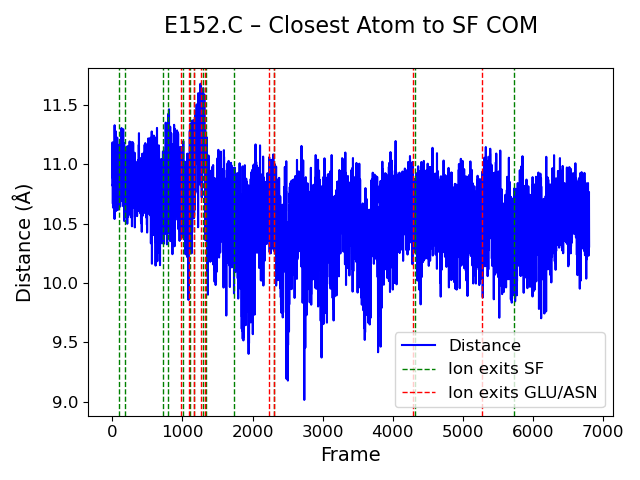 E152.C – Closest Atom to SF COM
Distance (Å)
11.5
11.0
10.5
10.0
9.5
9.0
Distance
Ion exits SF
Ion exits GLU/ASN
0
1000
2000
3000
4000
5000
6000
7000
Frame